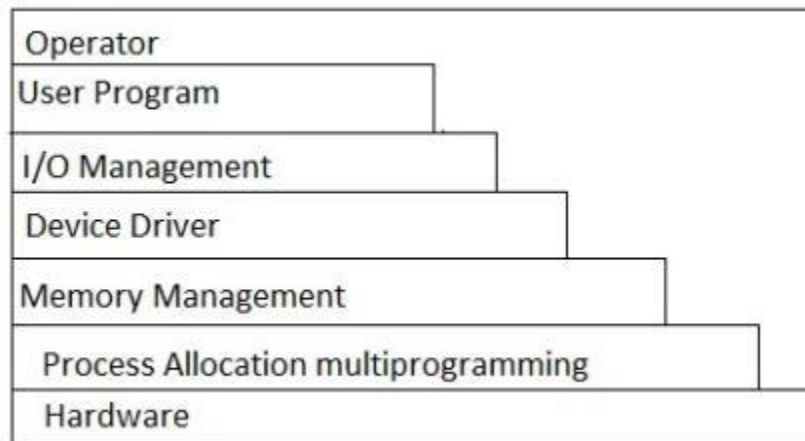 Operator
User Program
I/O Management
Device Driver
Memory Management
Process Allocation multiprogramming
Hardware